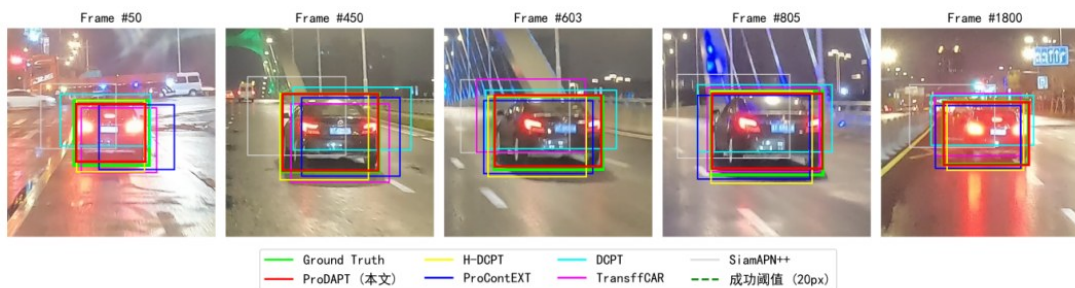 Frame #50 Frame #450 Frame #603 Frame #805 Frame #1800
Ground Truth H-DCPT DCPT SiamAPN++
ProDAPT (本文) ProContEXT TransffCAR 成功阈值 (20px)